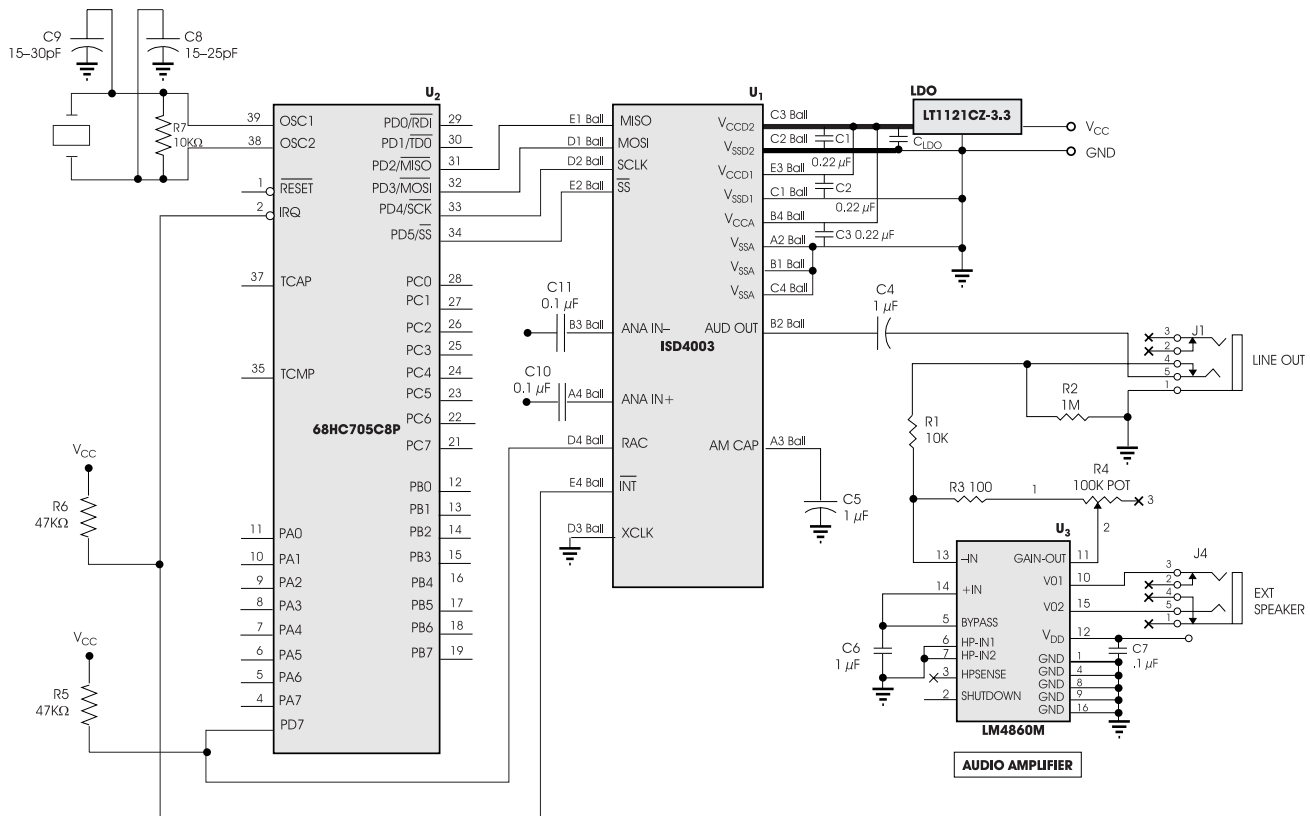 C9
15–30pF
C8
15–25pF
R7
10KΩ
U2
39 OSC1
38 OSC2
1 RESET
2 IRQ
37 TCAP
35 TCMP
68HC705C8P
11 PA0
10 PA1
9 PA2
8 PA3
7 PA4
6 PA5
5 PA6
4 PA7
PD7
PD0/RDI 29
PD1/TD0 30
PD2/MISO 31
PD3/MOSI 32
PD4/SCK 33
PD5/SS 34
PC0 28
PC1 27
PC2 26
PC3 25
PC4 24
PC5 23
PC6 22
PC7 21
PB0 12
PB1 13
PB2 14
PB3 15
PB4 16
PB5 17
PB6 18
PB7 19
VCC
R6
47KΩ
VCC
R5
47KΩ
U1
E1 Ball MISO
D1 Ball MOSI
D2 Ball SCLK
E2 Ball SS
C11
0.1 µF
B3 Ball ANA IN–
C10
0.1 µF
A4 Ball ANA IN+
D4 Ball RAC
E4 Ball INT
D3 Ball XCLK
ISD4003
VCCD2 C3 Ball
VSSD2 C2 Ball
VCCD1 E3 Ball
VSSD1 C1 Ball
VCCA B4 Ball
VSSA A2 Ball
VSSA B1 Ball
VSSA C4 Ball
AUD OUT B2 Ball
AM CAP A3 Ball
C1
0.22 µF
CLDO
C2
0.22 µF
C3 0.22 µF
LDO
LT1121CZ-3.3
VCC
GND
C4
1 µF
C5
1 µF
J1
3
2
4
5
1
LINE OUT
R2
1M
R1
10K
R3 100
1
R4
100K POT
3
2
U3
13 –IN
14 +IN
5 BYPASS
6 HP-IN1
7 HP-IN2
3 HPSENSE
2 SHUTDOWN
GAIN-OUT 11
V01 10
V02 15
VDD 12
GND 1
GND 4
GND 8
GND 9
GND 16
LM4860M
C6
1 µF
C7
.1 µF
J4
3
2
4
5
1
EXT
SPEAKER
AUDIO AMPLIFIER